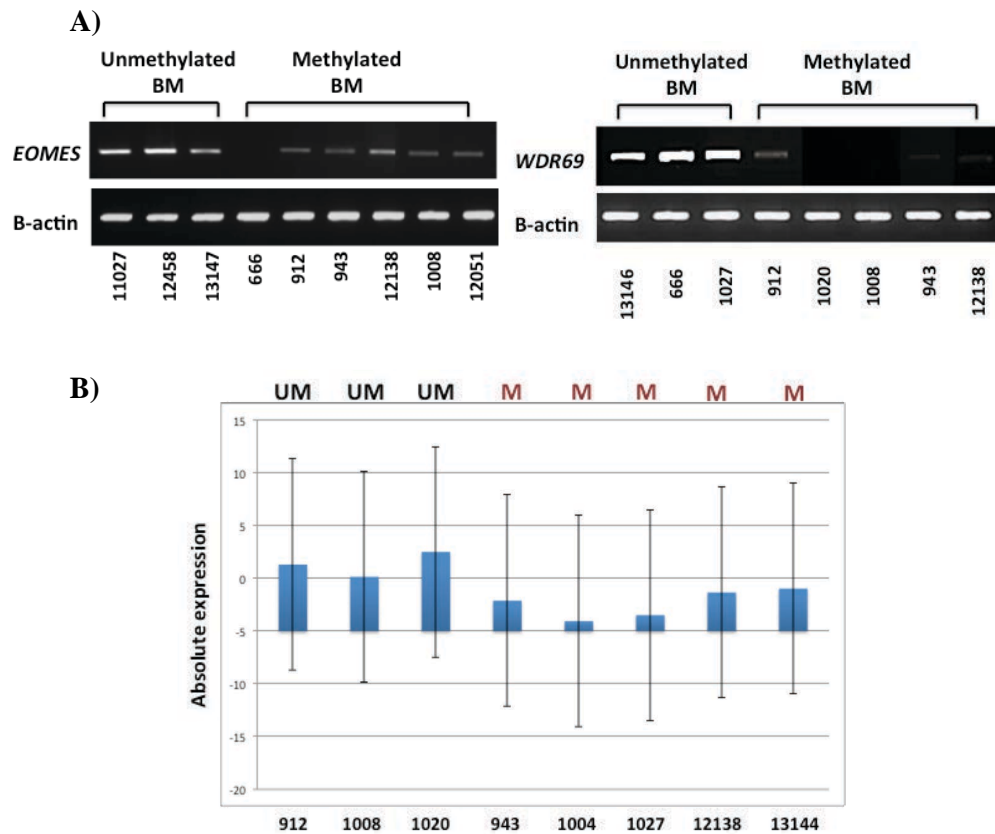 A)
Unmethylated BM
Methylated BM
EOMES
B-actin
11027 12458 13147 666 912 943 12138 1008 12051
Unmethylated BM
Methylated BM
WDR69
B-actin
13146 666 1027 912 1020 1008 943 12138
B)
UM UM UM M M M M M
Absolute expression
15
10
5
0
-5
-10
-15
-20
912 1008 1020 943 1004 1027 12138 13144